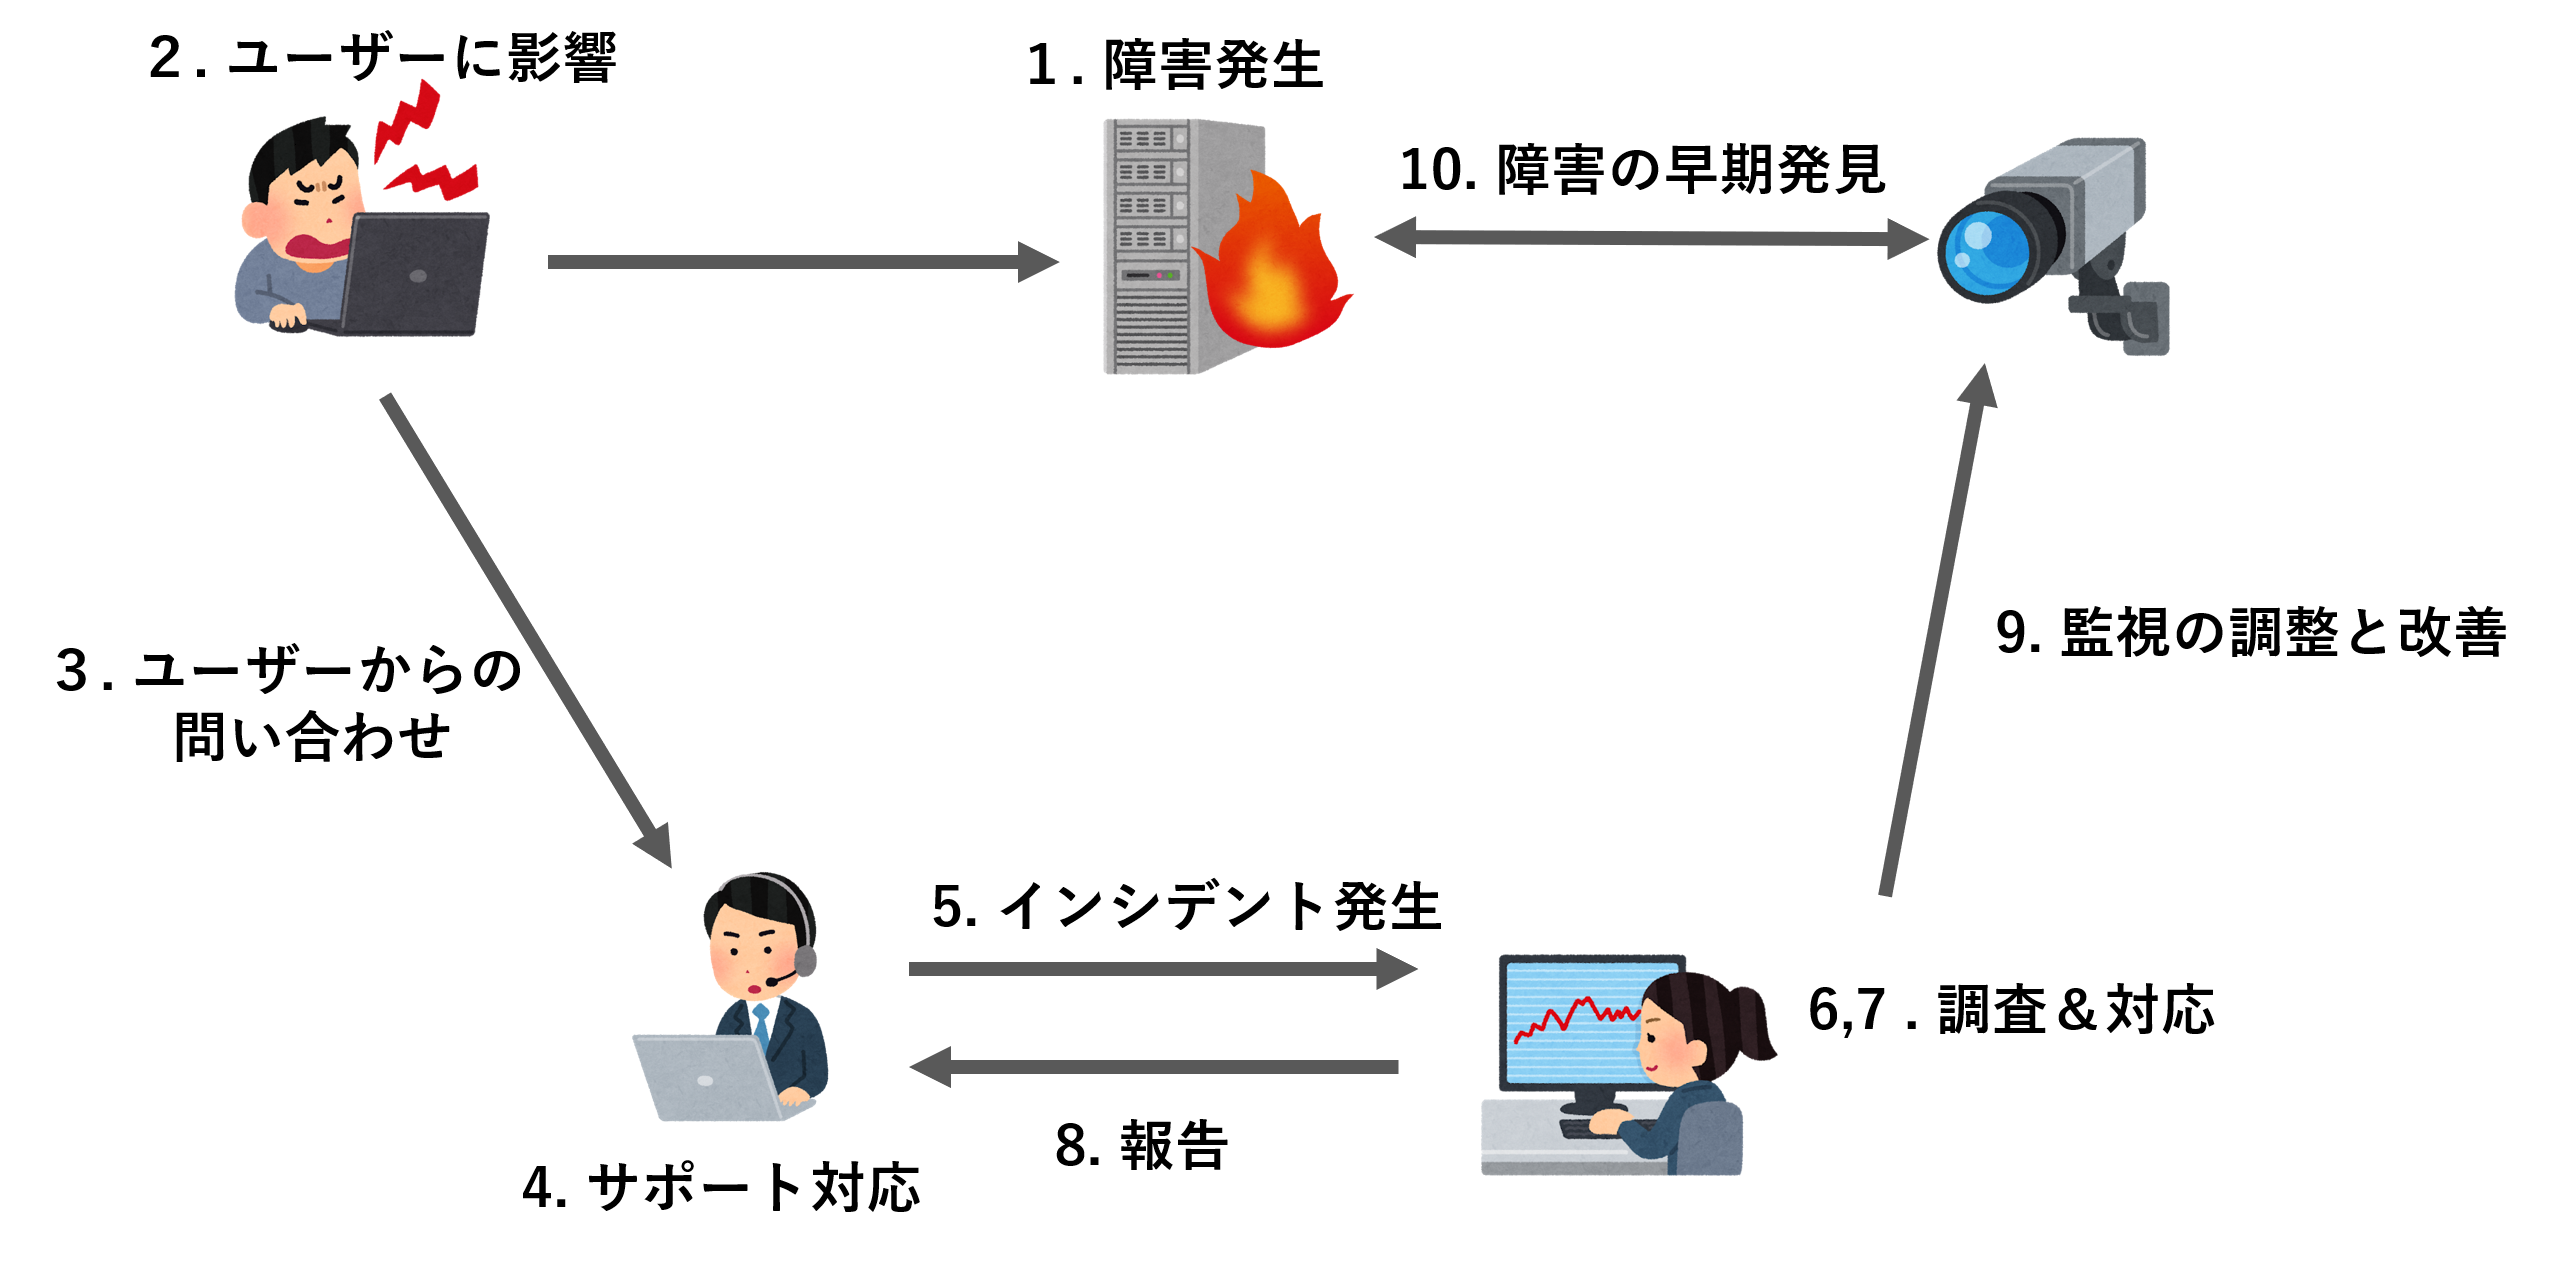 2 . ユーザーに影響
1 . 障害発生
10. 障害の早期発見
3 . ユーザーからの
問い合わせ
9. 監視の調整と改善
5. インシデント発生
6,7 . 調査＆対応
8. 報告
4. サポート対応